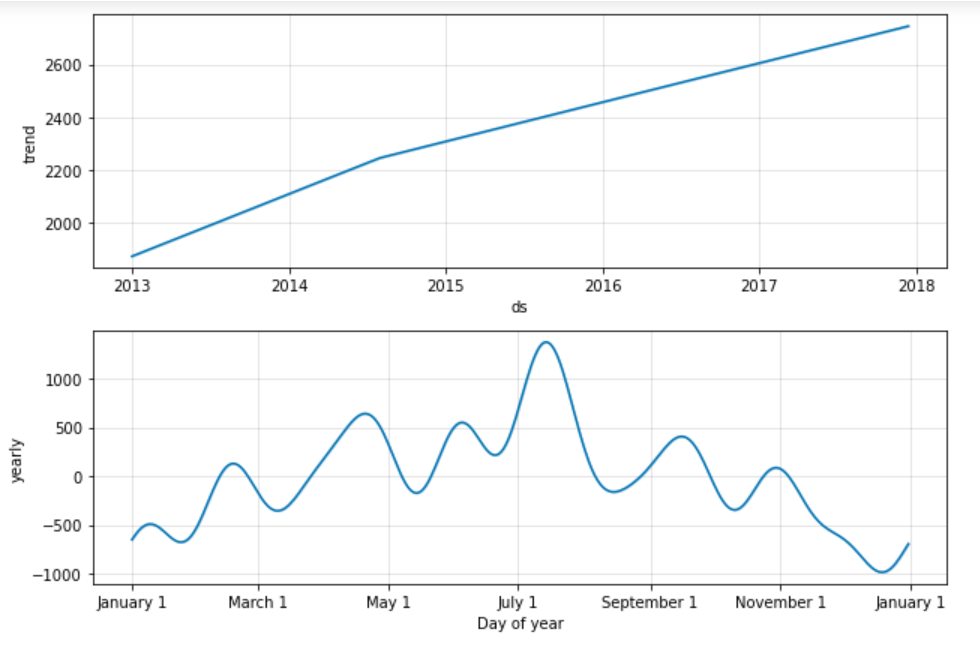 2600
2400
2200
2000
trend
2013 2014 2015 2016 2017 2018
ds
1000
500
0
−500
−1000
yearly
January 1 March 1 May 1 July 1 September 1 November 1 January 1
Day of year